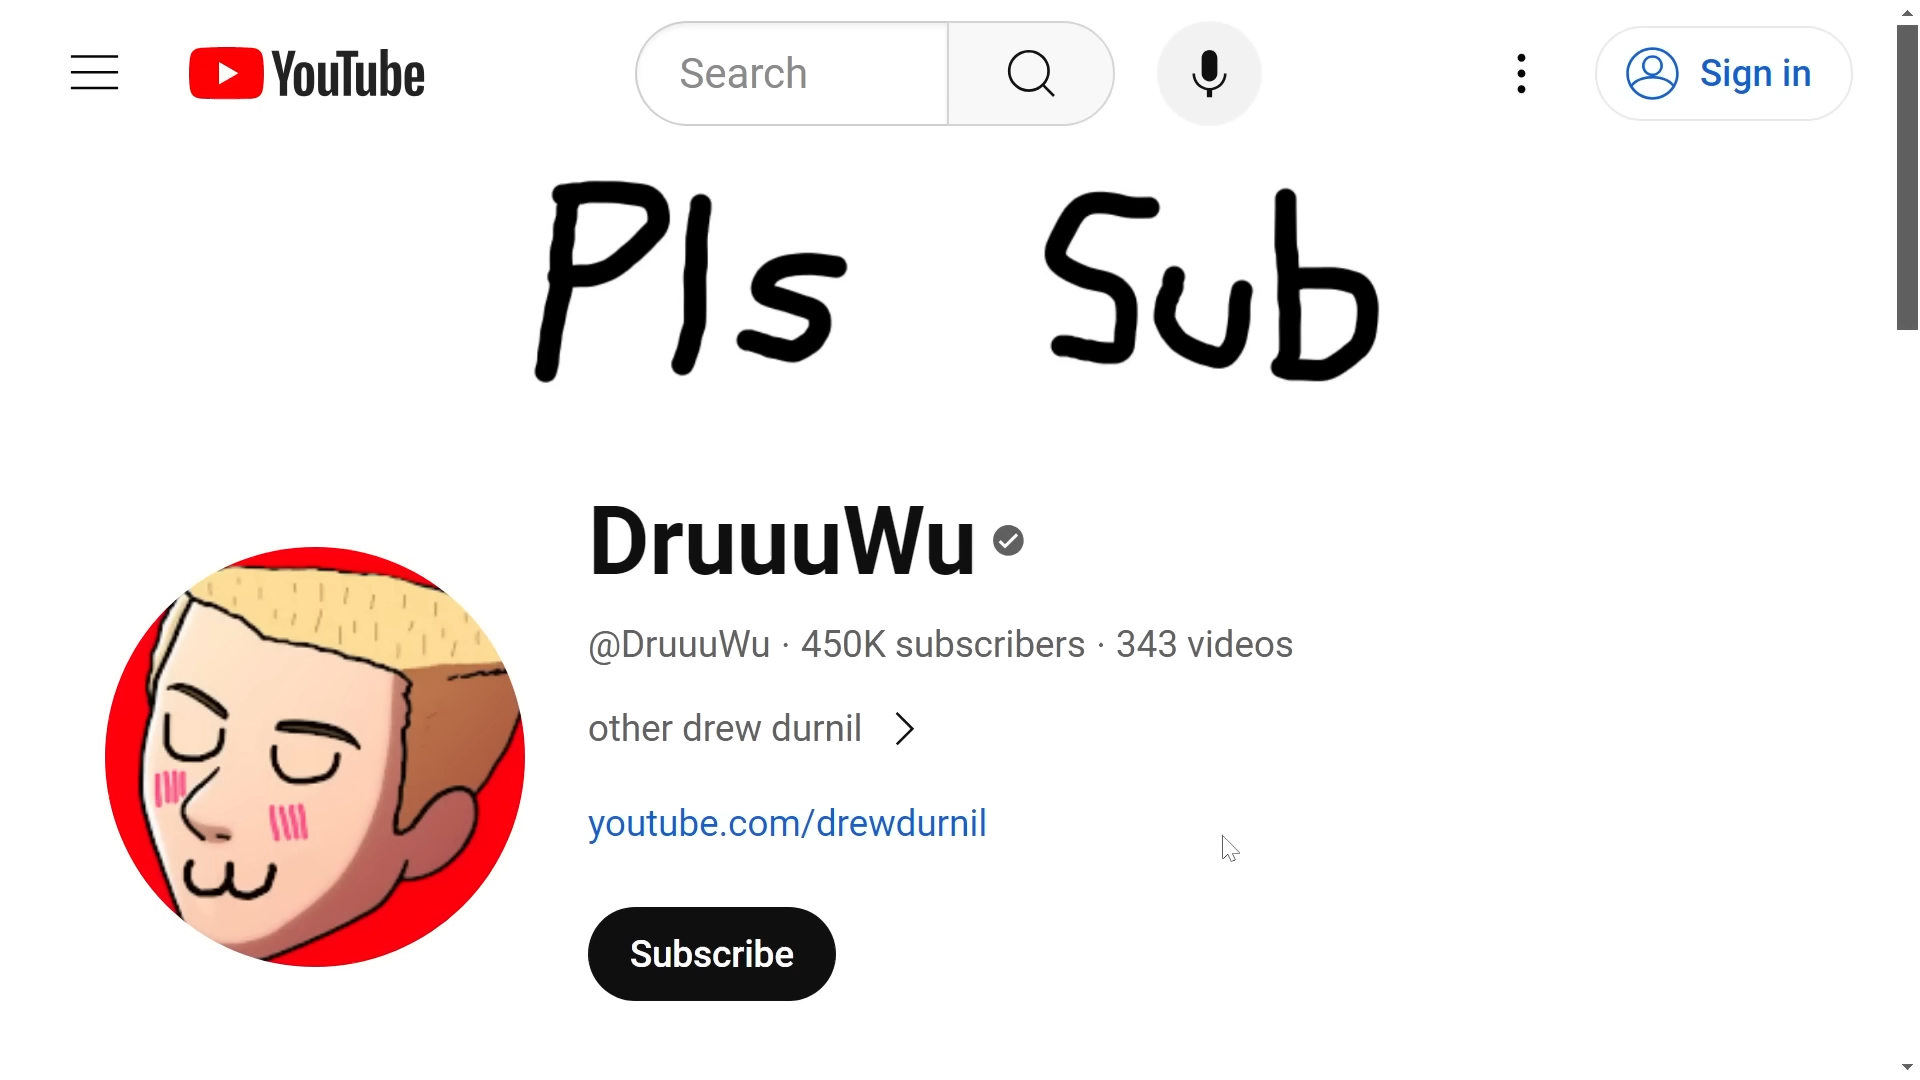 YouTube
Search
Sign in
Pls Sub
DruuuWu
@DruuuWu · 450K subscribers · 343 videos
other drew durnil
youtube.com/drewdurnil
Subscribe